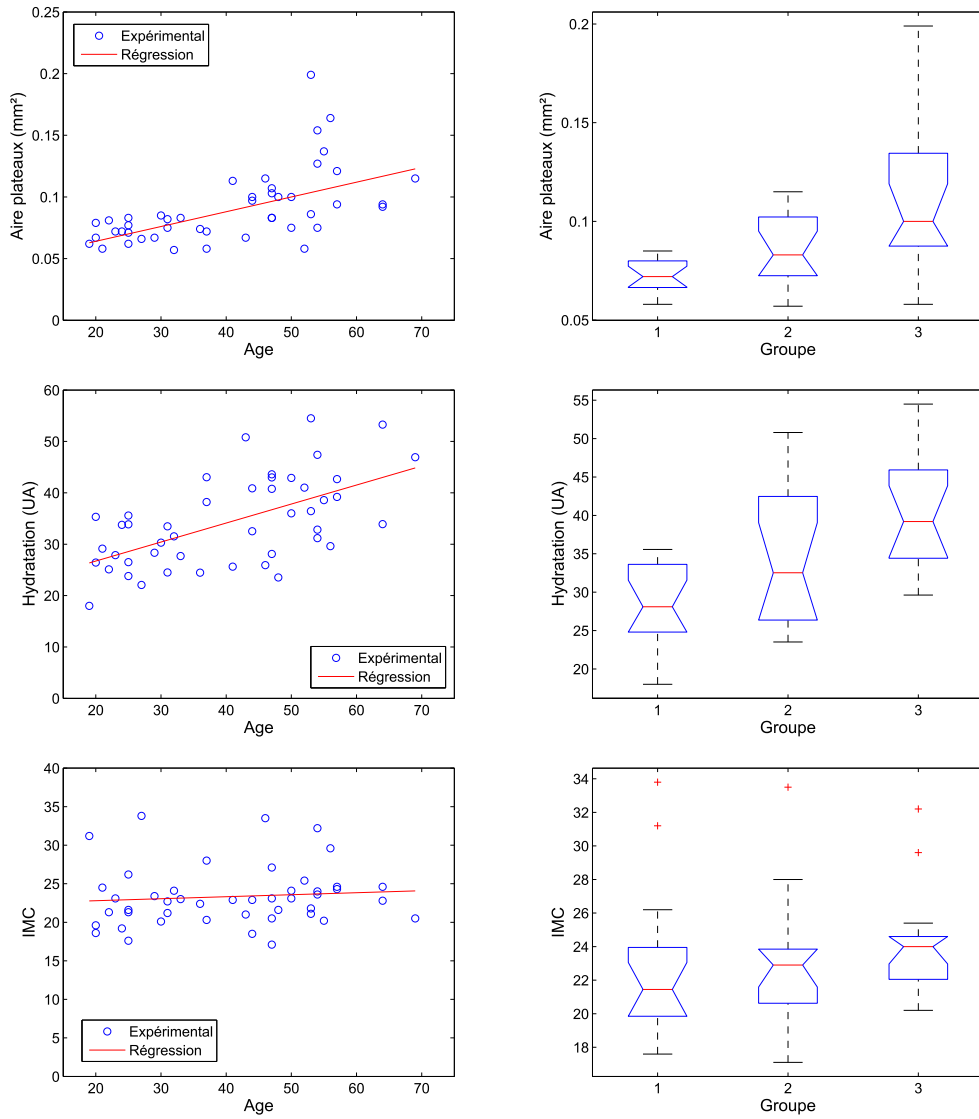 0.25
0.2
0.15
0.1
0.05
0
Aire plateaux (mm²)
Expérimental
Régression
20 30 40 50 60 70
Age
0.2
0.15
0.1
0.05
Aire plateaux (mm²)
1 2 3
Groupe
60
50
40
30
20
10
0
Hydratation (UA)
Expérimental
Régression
20 30 40 50 60 70
Age
55
50
45
40
35
30
25
20
Hydratation (UA)
1 2 3
Groupe
40
35
30
25
20
15
10
5
0
IMC
Expérimental
Régression
20 30 40 50 60 70
Age
34
32
30
28
26
24
22
20
18
IMC
1 2 3
Groupe